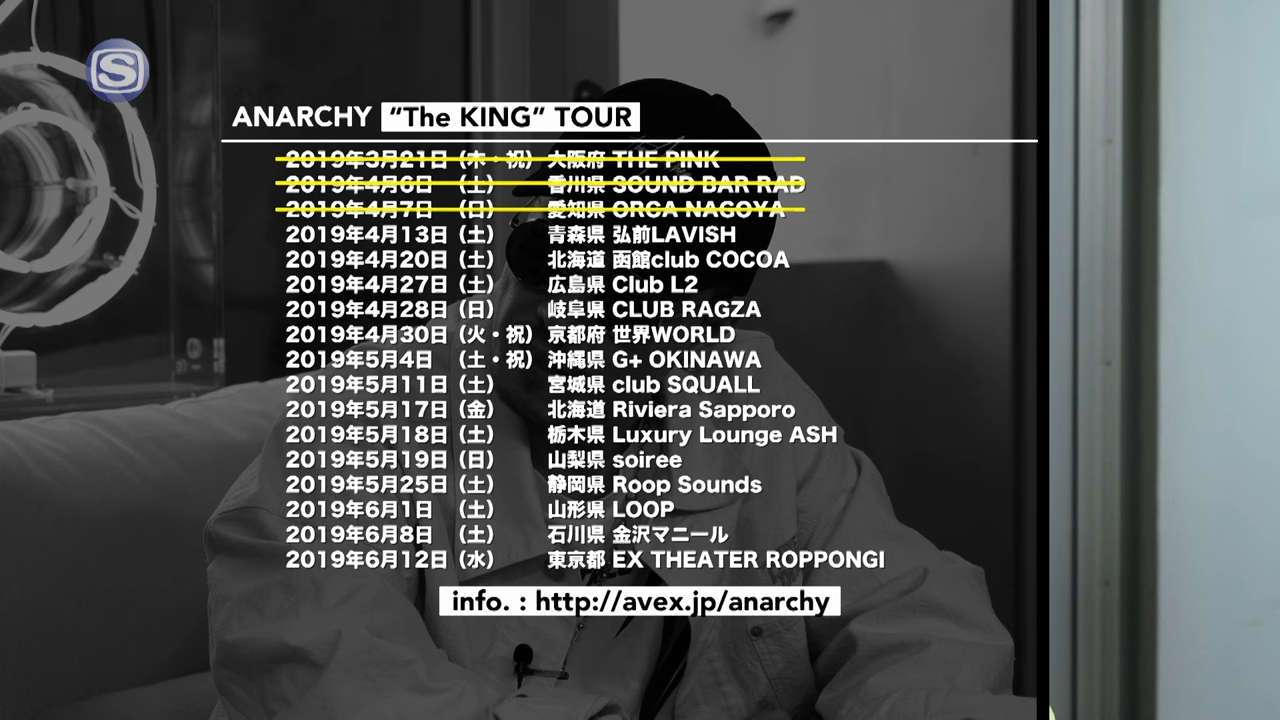 S
ANARCHY “The KING” TOUR
2019年3月21日（木・祝） 大阪府 THE PINK
2019年4月6日 （土） 香川県 SOUND BAR RAD
2019年4月7日 （日） 愛知県 ORCA NAGOYA
2019年4月13日（土） 青森県 弘前LAVISH
2019年4月20日（土） 北海道 函館club COCOA
2019年4月27日（土） 広島県 Club L2
2019年4月28日（日） 岐阜県 CLUB RAGZA
2019年4月30日（火・祝） 京都府 世界WORLD
2019年5月4日 （土・祝） 沖縄県 G+ OKINAWA
2019年5月11日（土） 宮城県 club SQUALL
2019年5月17日（金） 北海道 Riviera Sapporo
2019年5月18日（土） 栃木県 Luxury Lounge ASH
2019年5月19日（日） 山梨県 soiree
2019年5月25日（土） 静岡県 Roop Sounds
2019年6月1日 （土） 山形県 LOOP
2019年6月8日 （土） 石川県 金沢マニール
2019年6月12日（水） 東京都 EX THEATER ROPPONGI
info. : http://avex.jp/anarchy